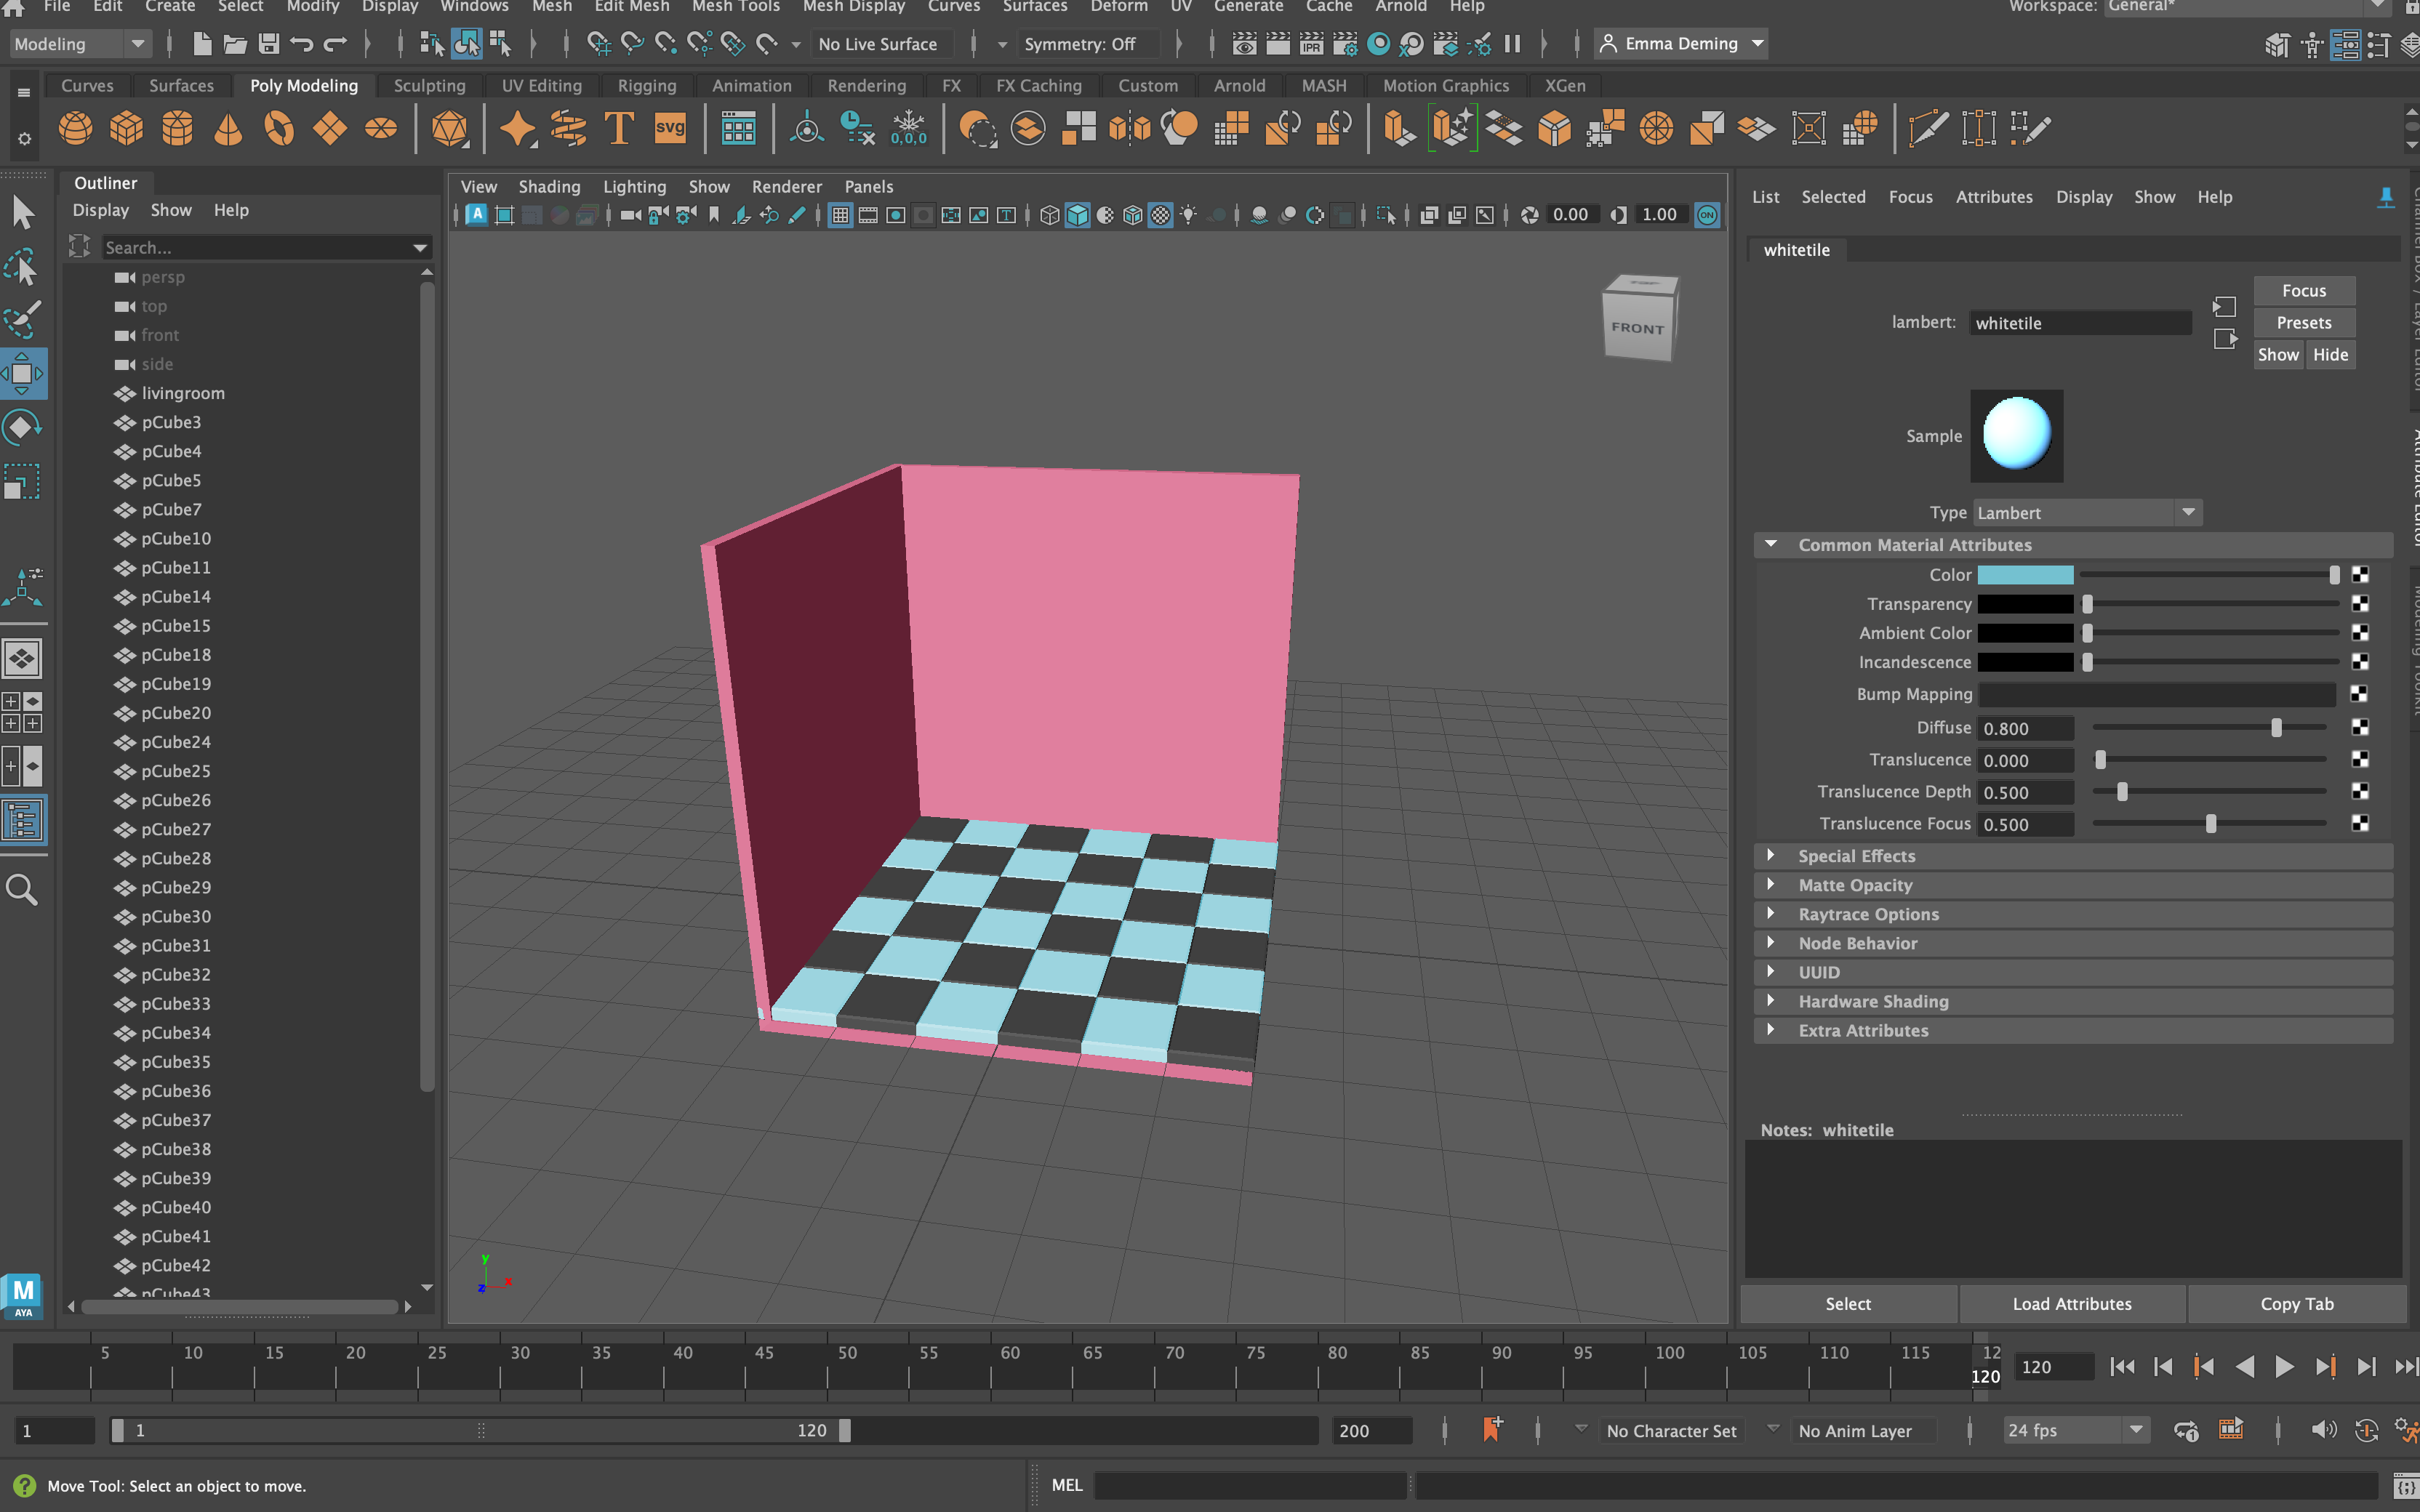 File Edit Create Select Modify Display Windows Mesh Edit Mesh Mesh Tools Mesh Display Curves Surfaces Deform UV Generate Cache Arnold Help Workspace: General*
Modeling No Live Surface Symmetry: Off IPR Emma Deming
Curves Surfaces Poly Modeling Sculpting UV Editing Rigging Animation Rendering FX FX Caching Custom Arnold MASH Motion Graphics XGen
T svg 0,0,0
Outliner
Display Show Help
Search...
persp
top
front
side
livingroom
pCube3
pCube4
pCube5
pCube7
pCube10
pCube11
pCube14
pCube15
pCube18
pCube19
pCube20
pCube24
pCube25
pCube26
pCube27
pCube28
pCube29
pCube30
pCube31
pCube32
pCube33
pCube34
pCube35
pCube36
pCube37
pCube38
pCube39
pCube40
pCube41
pCube42
pCube43
M
AYA
View Shading Lighting Show Renderer Panels
A T 0.00 1.00 ON
TOP
FRONT
y
x
z
List Selected Focus Attributes Display Show Help
whitetile
lambert: whitetile
Focus
Presets
Show Hide
Sample
Type Lambert
Common Material Attributes
Color
Transparency
Ambient Color
Incandescence
Bump Mapping
Diffuse 0.800
Translucence 0.000
Translucence Depth 0.500
Translucence Focus 0.500
Special Effects
Matte Opacity
Raytrace Options
Node Behavior
UUID
Hardware Shading
Extra Attributes
Notes: whitetile
Select Load Attributes Copy Tab
5 10 15 20 25 30 35 40 45 50 55 60 65 70 75 80 85 90 95 100 105 110 115 12
120 120
1 1 120 200 No Character Set No Anim Layer 24 fps
Move Tool: Select an object to move. MEL